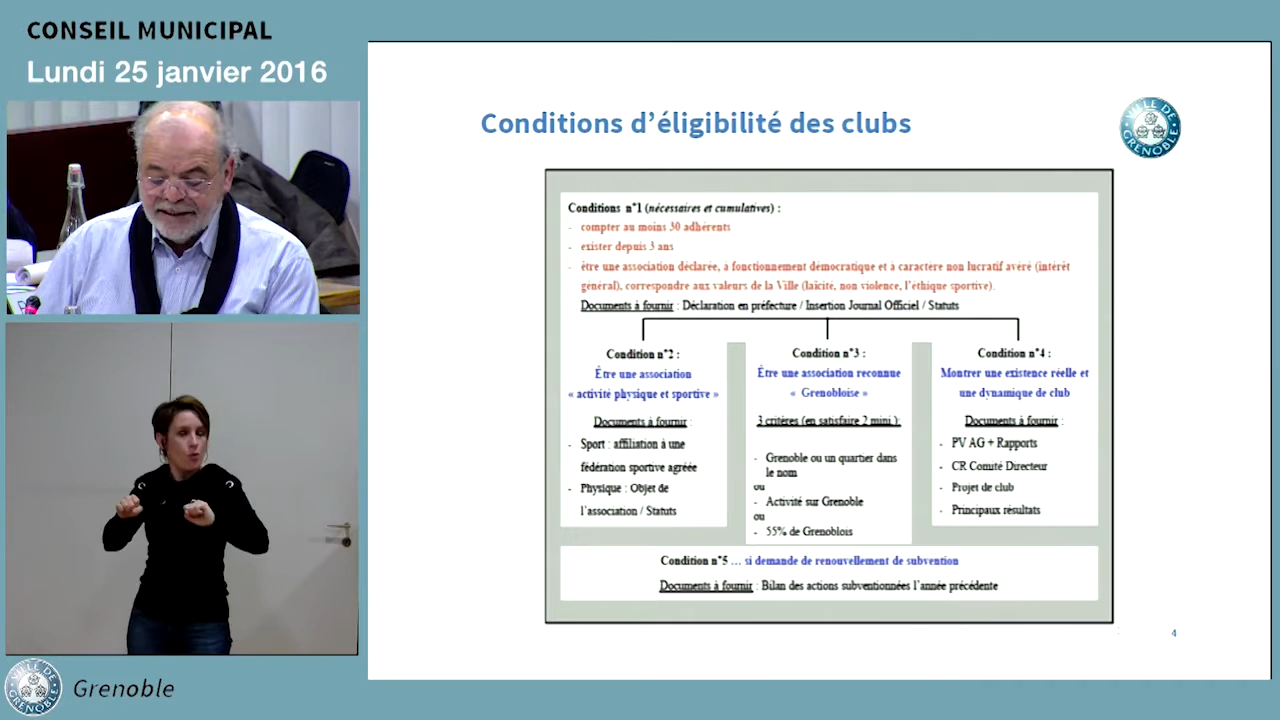 CONSEIL MUNICIPAL
Lundi 25 janvier 2016
Conditions d'éligibilité des clubs
VILLE DE GRENOBLE
Conditions n°1 (nécessaires et cumulatives) :
- compter au moins 30 adhérents
- exister depuis 3 ans
- être une association déclarée, à fonctionnement démocratique et à caractère non lucratif avéré (intérêt
général), correspondre aux valeurs de la Ville (laïcité, non violence, l'éthique sportive).
Documents à fournir : Déclaration en préfecture / Insertion Journal Officiel / Statuts
Condition n°2 :
Être une association
« activité physique et sportive »
Documents à fournir :
- Sport : affiliation à une
fédération sportive agréée
- Physique : Objet de
l'association / Statuts
Condition n°3 :
Être une association reconnue
« Grenobloise »
3 critères (en satisfaire 2 mini.):
- Grenoble ou un quartier dans
le nom
ou
- Activité sur Grenoble
ou
- 55% de Grenoblois
Condition n°4 :
Montrer une existence réelle et
une dynamique de club
Documents à fournir :
- PV AG + Rapports
- CR Comité Directeur
- Projet de club
- Principaux résultats
Condition n°5 … si demande de renouvellement de subvention
Documents à fournir : Bilan des actions subventionnées l'année précédente
4
VILLE DE GRENOBLE
Grenoble